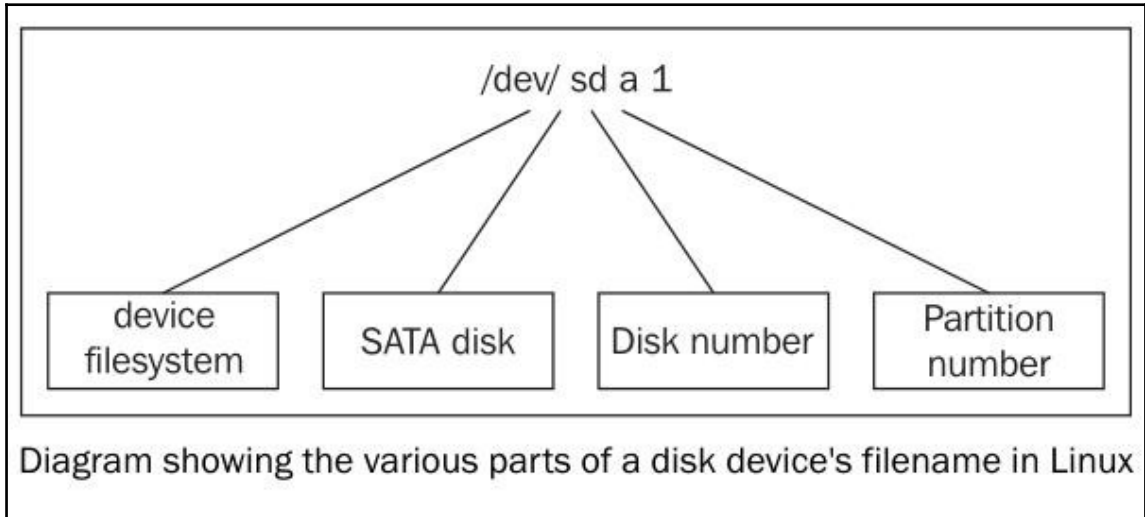 /dev/ sd a 1
device
filesystem
SATA disk
Disk number
Partition
number
Diagram showing the various parts of a disk device's filename in Linux